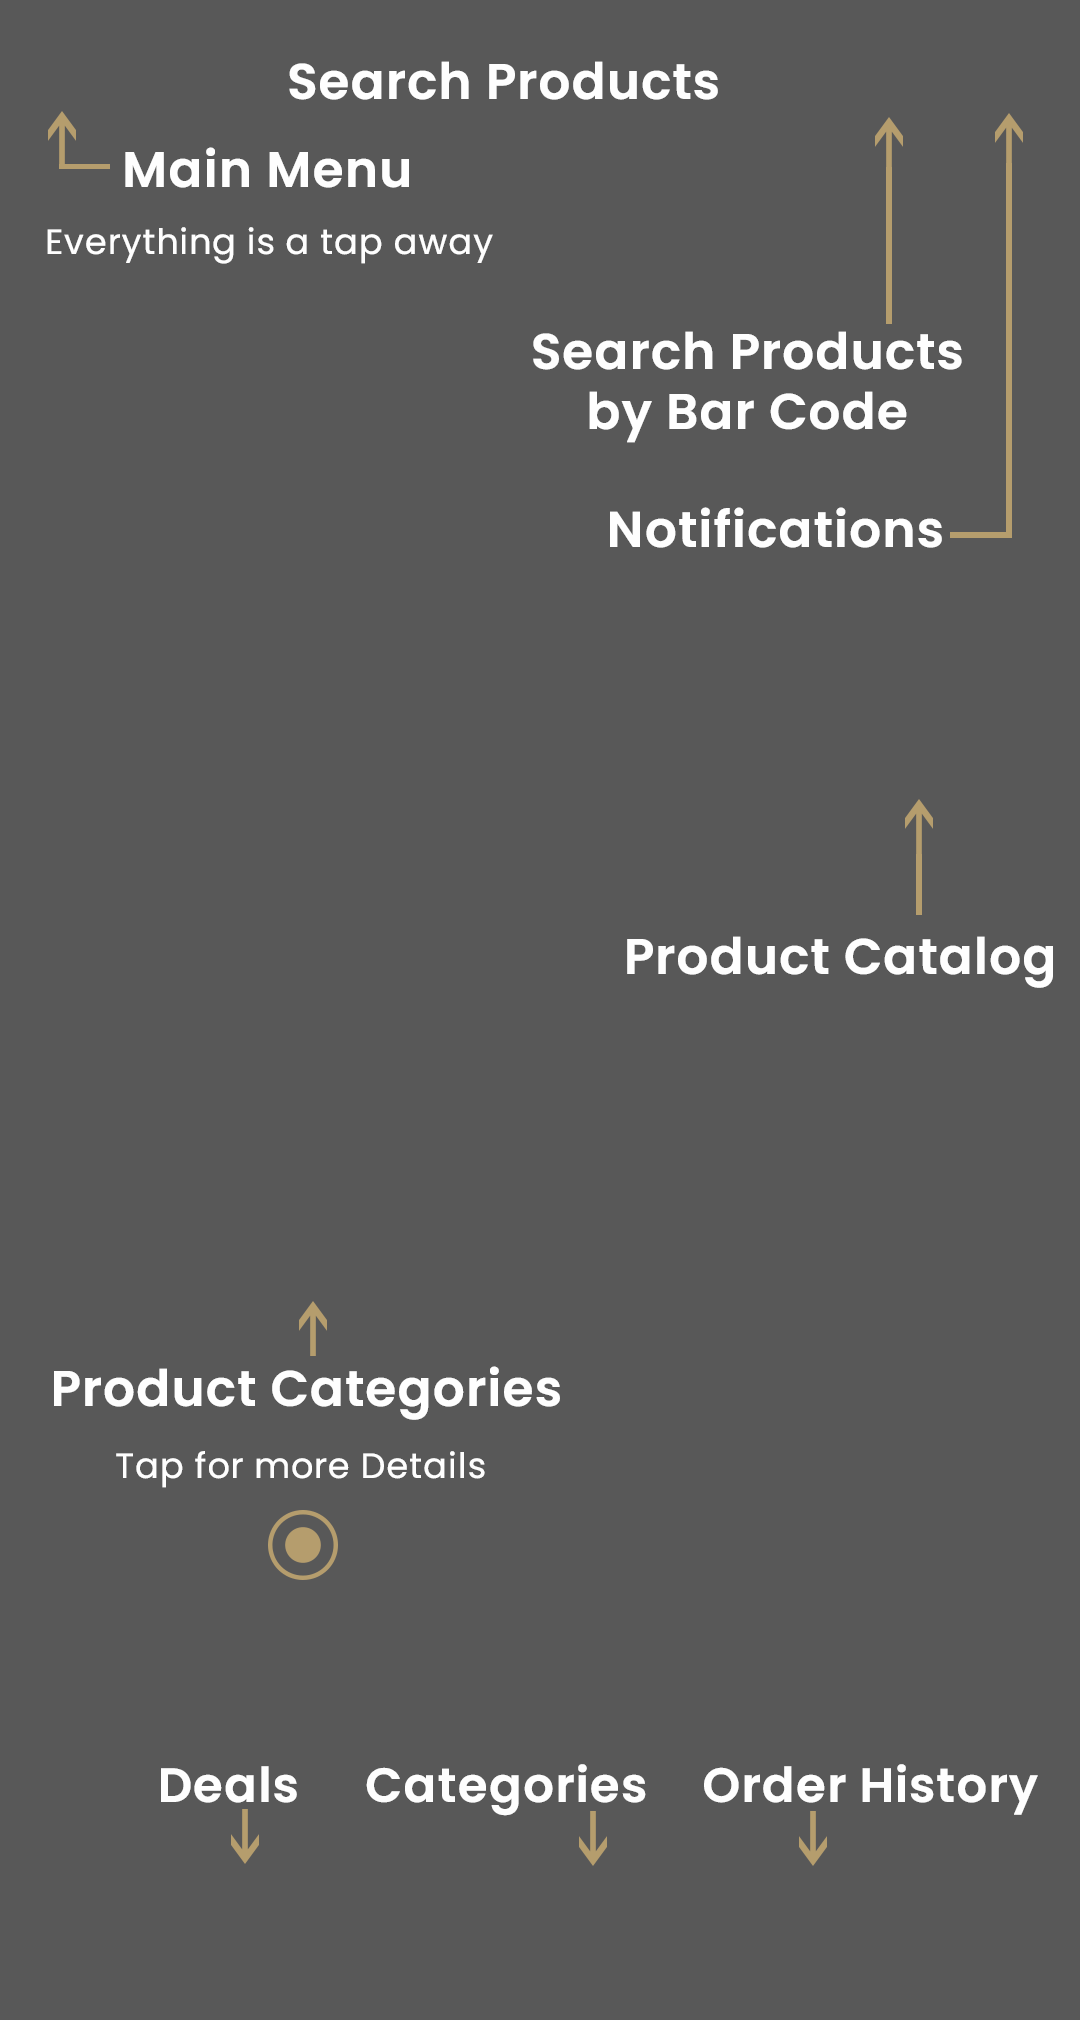 Search Products
Main Menu
Everything is a tap away
Search Products
by Bar Code
Notifications
Product Catalog
Product Categories
Tap for more Details
Deals
Categories
Order History